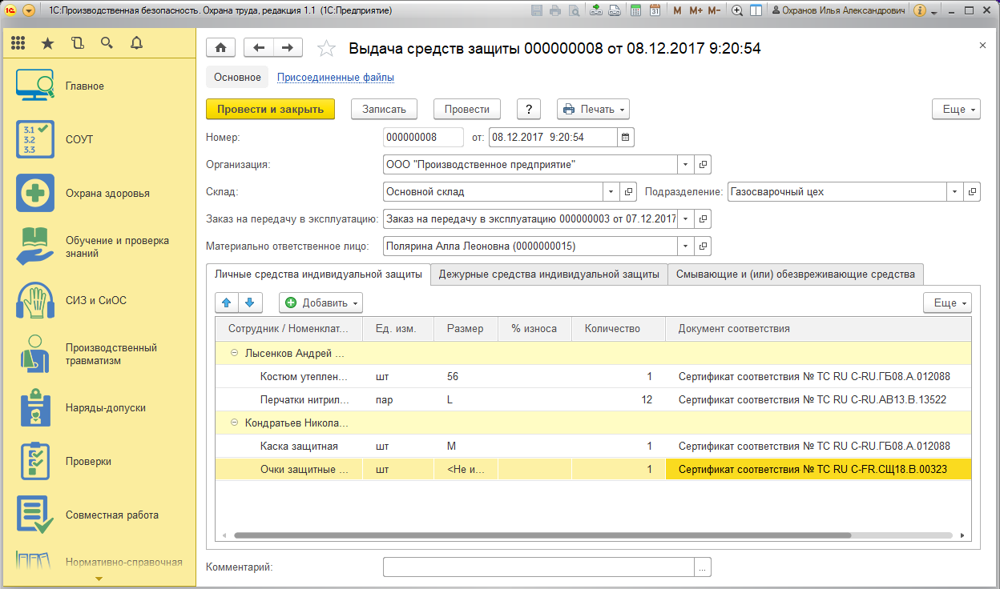 1С:Производственная безопасность. Охрана труда, редакция 1.1 (1С:Предприятие)
M M+ M- Охранов Илья Александрович
Главное
СОУТ
Охрана здоровья
Обучение и проверка
знаний
СИЗ и СиОС
Производственный
травматизм
Наряды-допуски
Проверки
Совместная работа
Нормативно-справочная
Выдача средств защиты 000000008 от 08.12.2017 9:20:54
Основное Присоединенные файлы
Провести и закрыть Записать Провести ? Печать Еще
Номер: 000000008 от: 08.12.2017 9:20:54
Организация: ООО "Производственное предприятие"
Склад: Основной склад Подразделение: Газосварочный цех
Заказ на передачу в эксплуатацию: Заказ на передачу в эксплуатацию 000000003 от 07.12.2017
Материально ответственное лицо: Полярина Алла Леоновна (0000000015)
Личные средства индивидуальной защиты Дежурные средства индивидуальной защиты Смывающие и (или) обезвреживающие средства
Добавить Еще
Сотрудник / Номенклат... Ед. изм. Размер % износа Количество Документ соответствия
Лысенков Андрей ...
Костюм утеплен... шт 56 1 Сертификат соответствия № ТС RU C-RU.ГБ08.А.012088
Перчатки нитрил... пар L 12 Сертификат соответствия № ТС RU C-RU.АВ13.В.13522
Кондратьев Никола...
Каска защитная шт M 1 Сертификат соответствия № ТС RU C-RU.ГБ08.А.012088
Очки защитные ... шт <Не и... 1 Сертификат соответствия № ТС RU C-FR.СЩ18.В.00323
Комментарий: ...